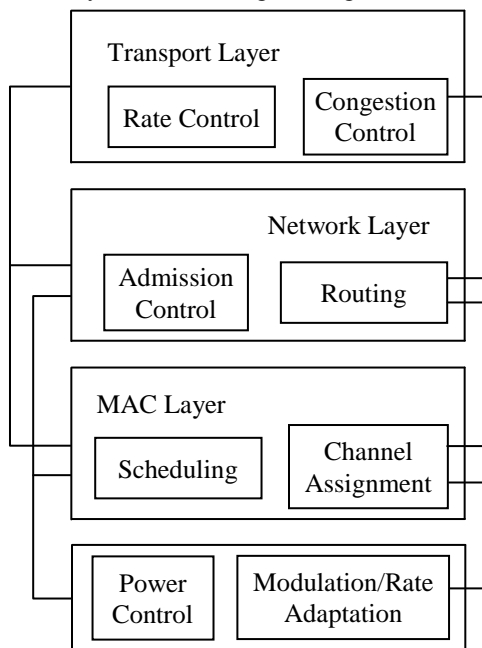 Transport Layer
Rate Control
Congestion
Control
Network Layer
Admission
Control
Routing
MAC Layer
Scheduling
Channel
Assignment
Power
Control
Modulation/Rate
Adaptation